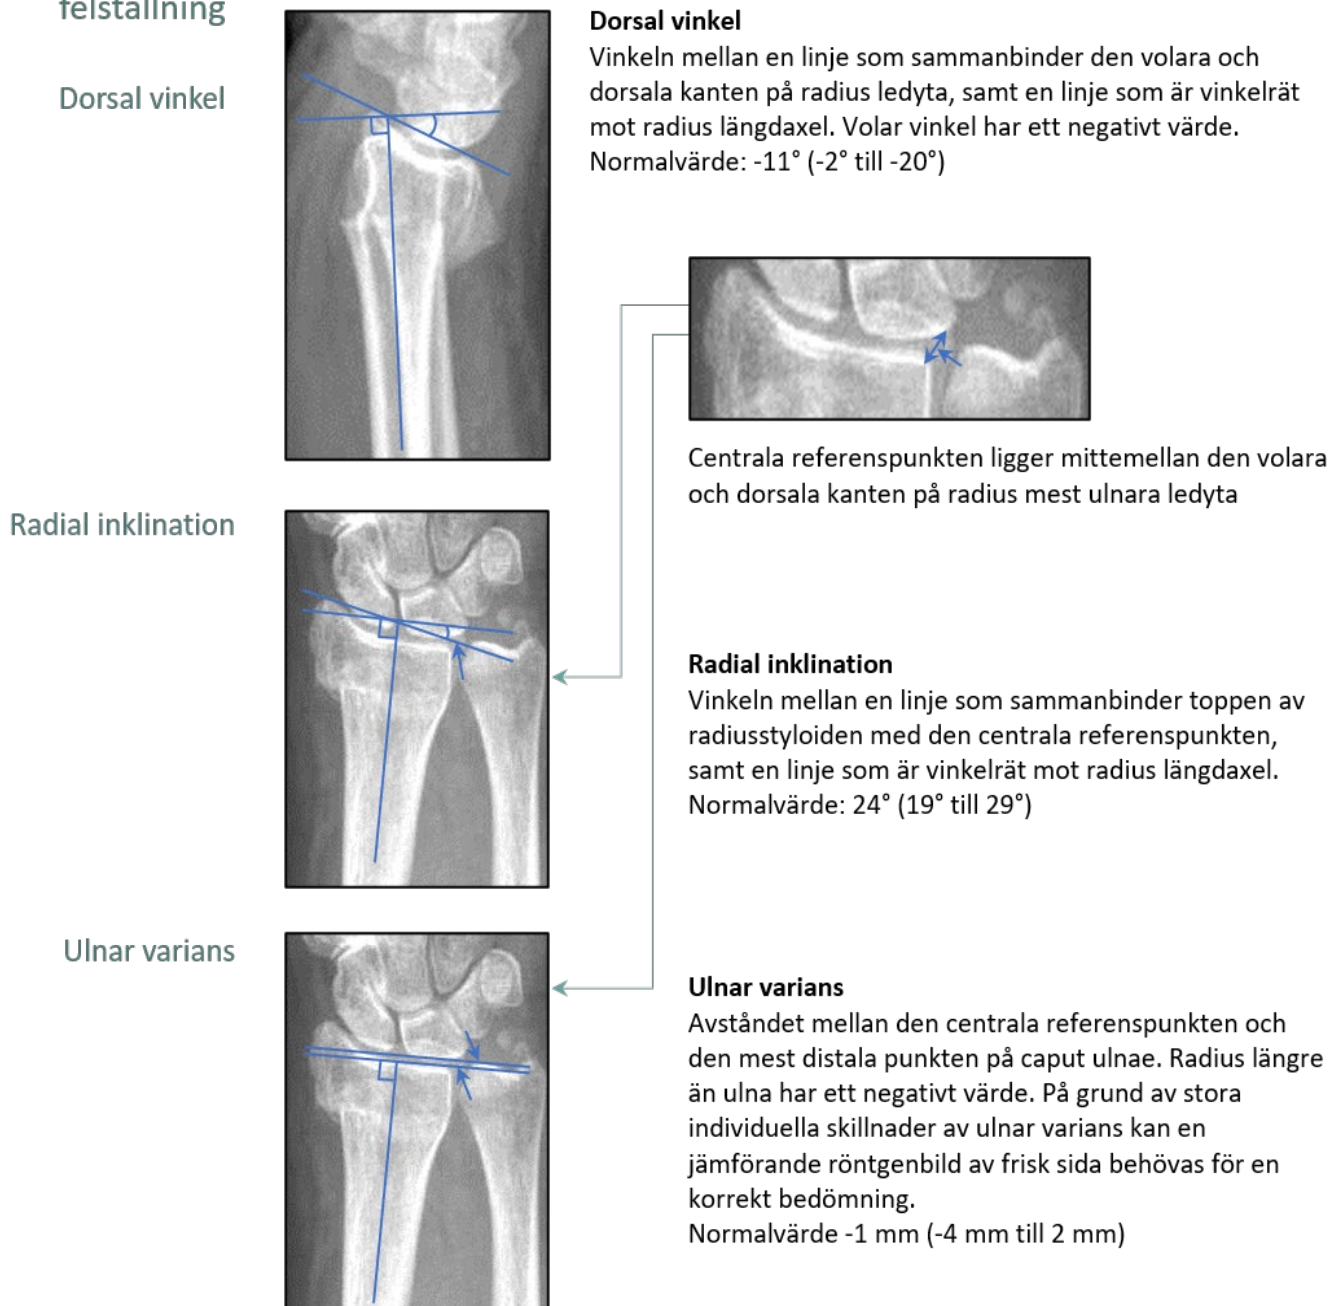 felställning
Dorsal vinkel
Dorsal vinkel
Vinkeln mellan en linje som sammanbinder den volara och
dorsala kanten på radius ledyta, samt en linje som är vinkelrät
mot radius längdaxel. Volar vinkel har ett negativt värde.
Normalvärde: -11° (-2° till -20°)
Centrala referenspunkten ligger mittemellan den volara
och dorsala kanten på radius mest ulnara ledyta
Radial inklination
Radial inklination
Vinkeln mellan en linje som sammanbinder toppen av
radiusstyloiden med den centrala referenspunkten,
samt en linje som är vinkelrät mot radius längdaxel.
Normalvärde: 24° (19° till 29°)
Ulnar varians
Ulnar varians
Avståndet mellan den centrala referenspunkten och
den mest distala punkten på caput ulnae. Radius längre
än ulna har ett negativt värde. På grund av stora
individuella skillnader av ulnar varians kan en
jämförande röntgenbild av frisk sida behövas för en
korrekt bedömning.
Normalvärde -1 mm (-4 mm till 2 mm)